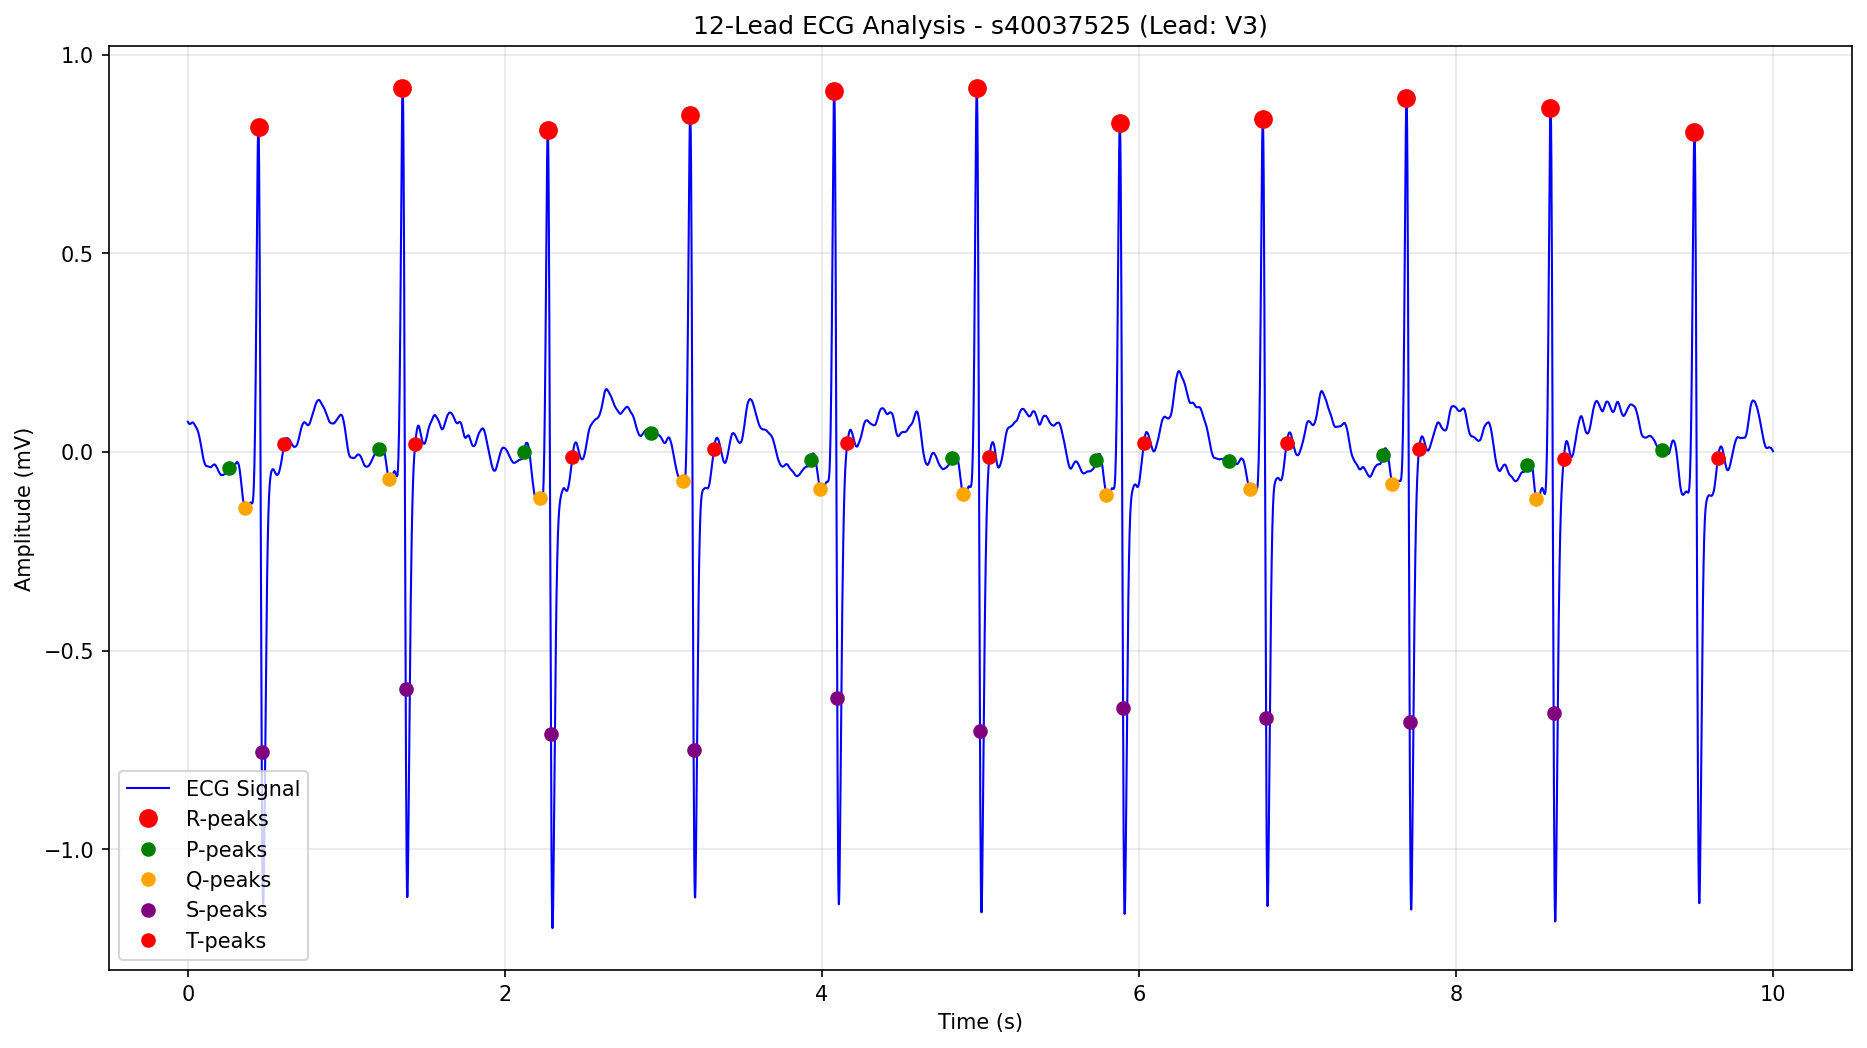 12-Lead ECG Analysis - s40037525 (Lead: V3)
1.0
0.5
0.0
−0.5
−1.0
Amplitude (mV)
ECG Signal
R-peaks
P-peaks
Q-peaks
S-peaks
T-peaks
0 2 4 6 8 10
Time (s)